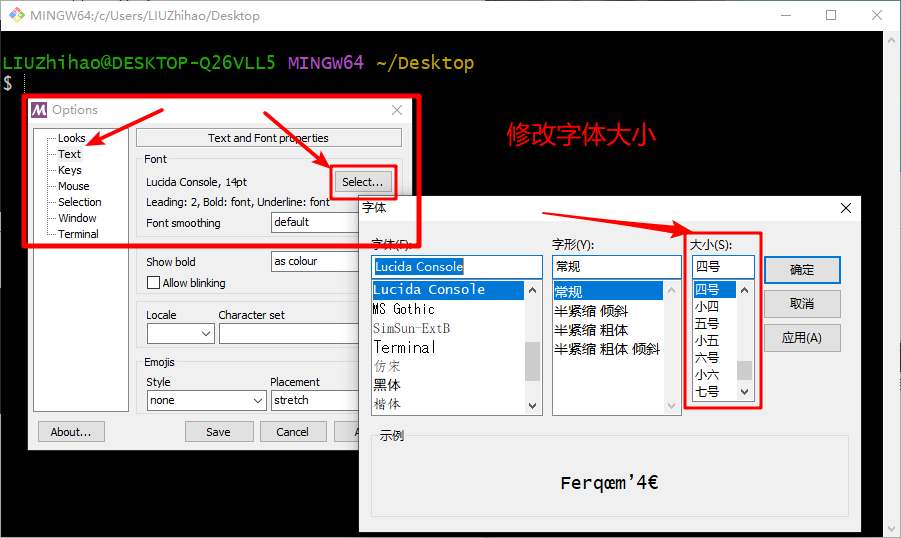 MINGW64:/c/Users/LIUZhihao/Desktop
LIUZhihao@DESKTOP-Q26VLL5 MINGW64 ~/Desktop
$
修改字体大小
Options
Looks
Text
Keys
Mouse
Selection
Window
Terminal
Text and Font properties
Font
Lucida Console, 14pt
Select...
Leading: 2, Bold: font, Underline: font
Font smoothing
default
Show bold
as colour
Allow blinking
Locale
Character set
Emojis
Style
Placement
none
stretch
About...
Save
Cancel
A
字体
字体(F):
Lucida Console
Lucida Console
MS Gothic
SimSun-ExtB
Terminal
仿宋
黑体
楷体
字形(Y):
常规
常规
半紧缩 倾斜
半紧缩 粗体
半紧缩 粗体 倾斜
大小(S):
四号
四号
小四
五号
小五
六号
小六
七号
确定
取消
应用(A)
示例
Ferqœm’4€